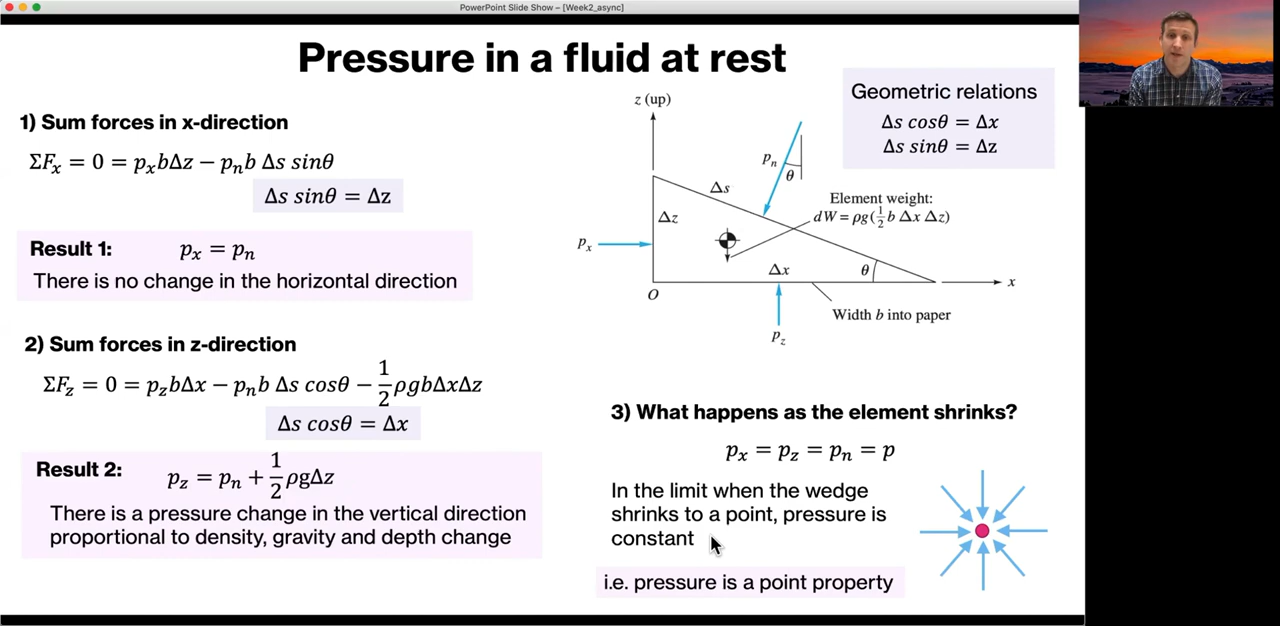 PowerPoint Slide Show – [Week2_async]
Pressure in a fluid at rest
1) Sum forces in x-direction
ΣFₓ = 0 = pₓbΔz − pₙb Δs sinθ
Δs sinθ = Δz
Result 1: pₓ = pₙ
There is no change in the horizontal direction
2) Sum forces in z-direction
ΣF_z = 0 = p_zbΔx − pₙb Δs cosθ − 1/2 ρgbΔxΔz
Δs cosθ = Δx
Result 2: p_z = pₙ + 1/2 ρgΔz
There is a pressure change in the vertical direction
proportional to density, gravity and depth change
z (up)
pₙ
θ
Δs
Δz
Element weight:
dW = ρg(1/2 b Δx Δz)
pₓ
Δx
θ
x
O
Width b into paper
p_z
Geometric relations
Δs cosθ = Δx
Δs sinθ = Δz
3) What happens as the element shrinks?
pₓ = p_z = pₙ = p
In the limit when the wedge
shrinks to a point, pressure is
constant
i.e. pressure is a point property